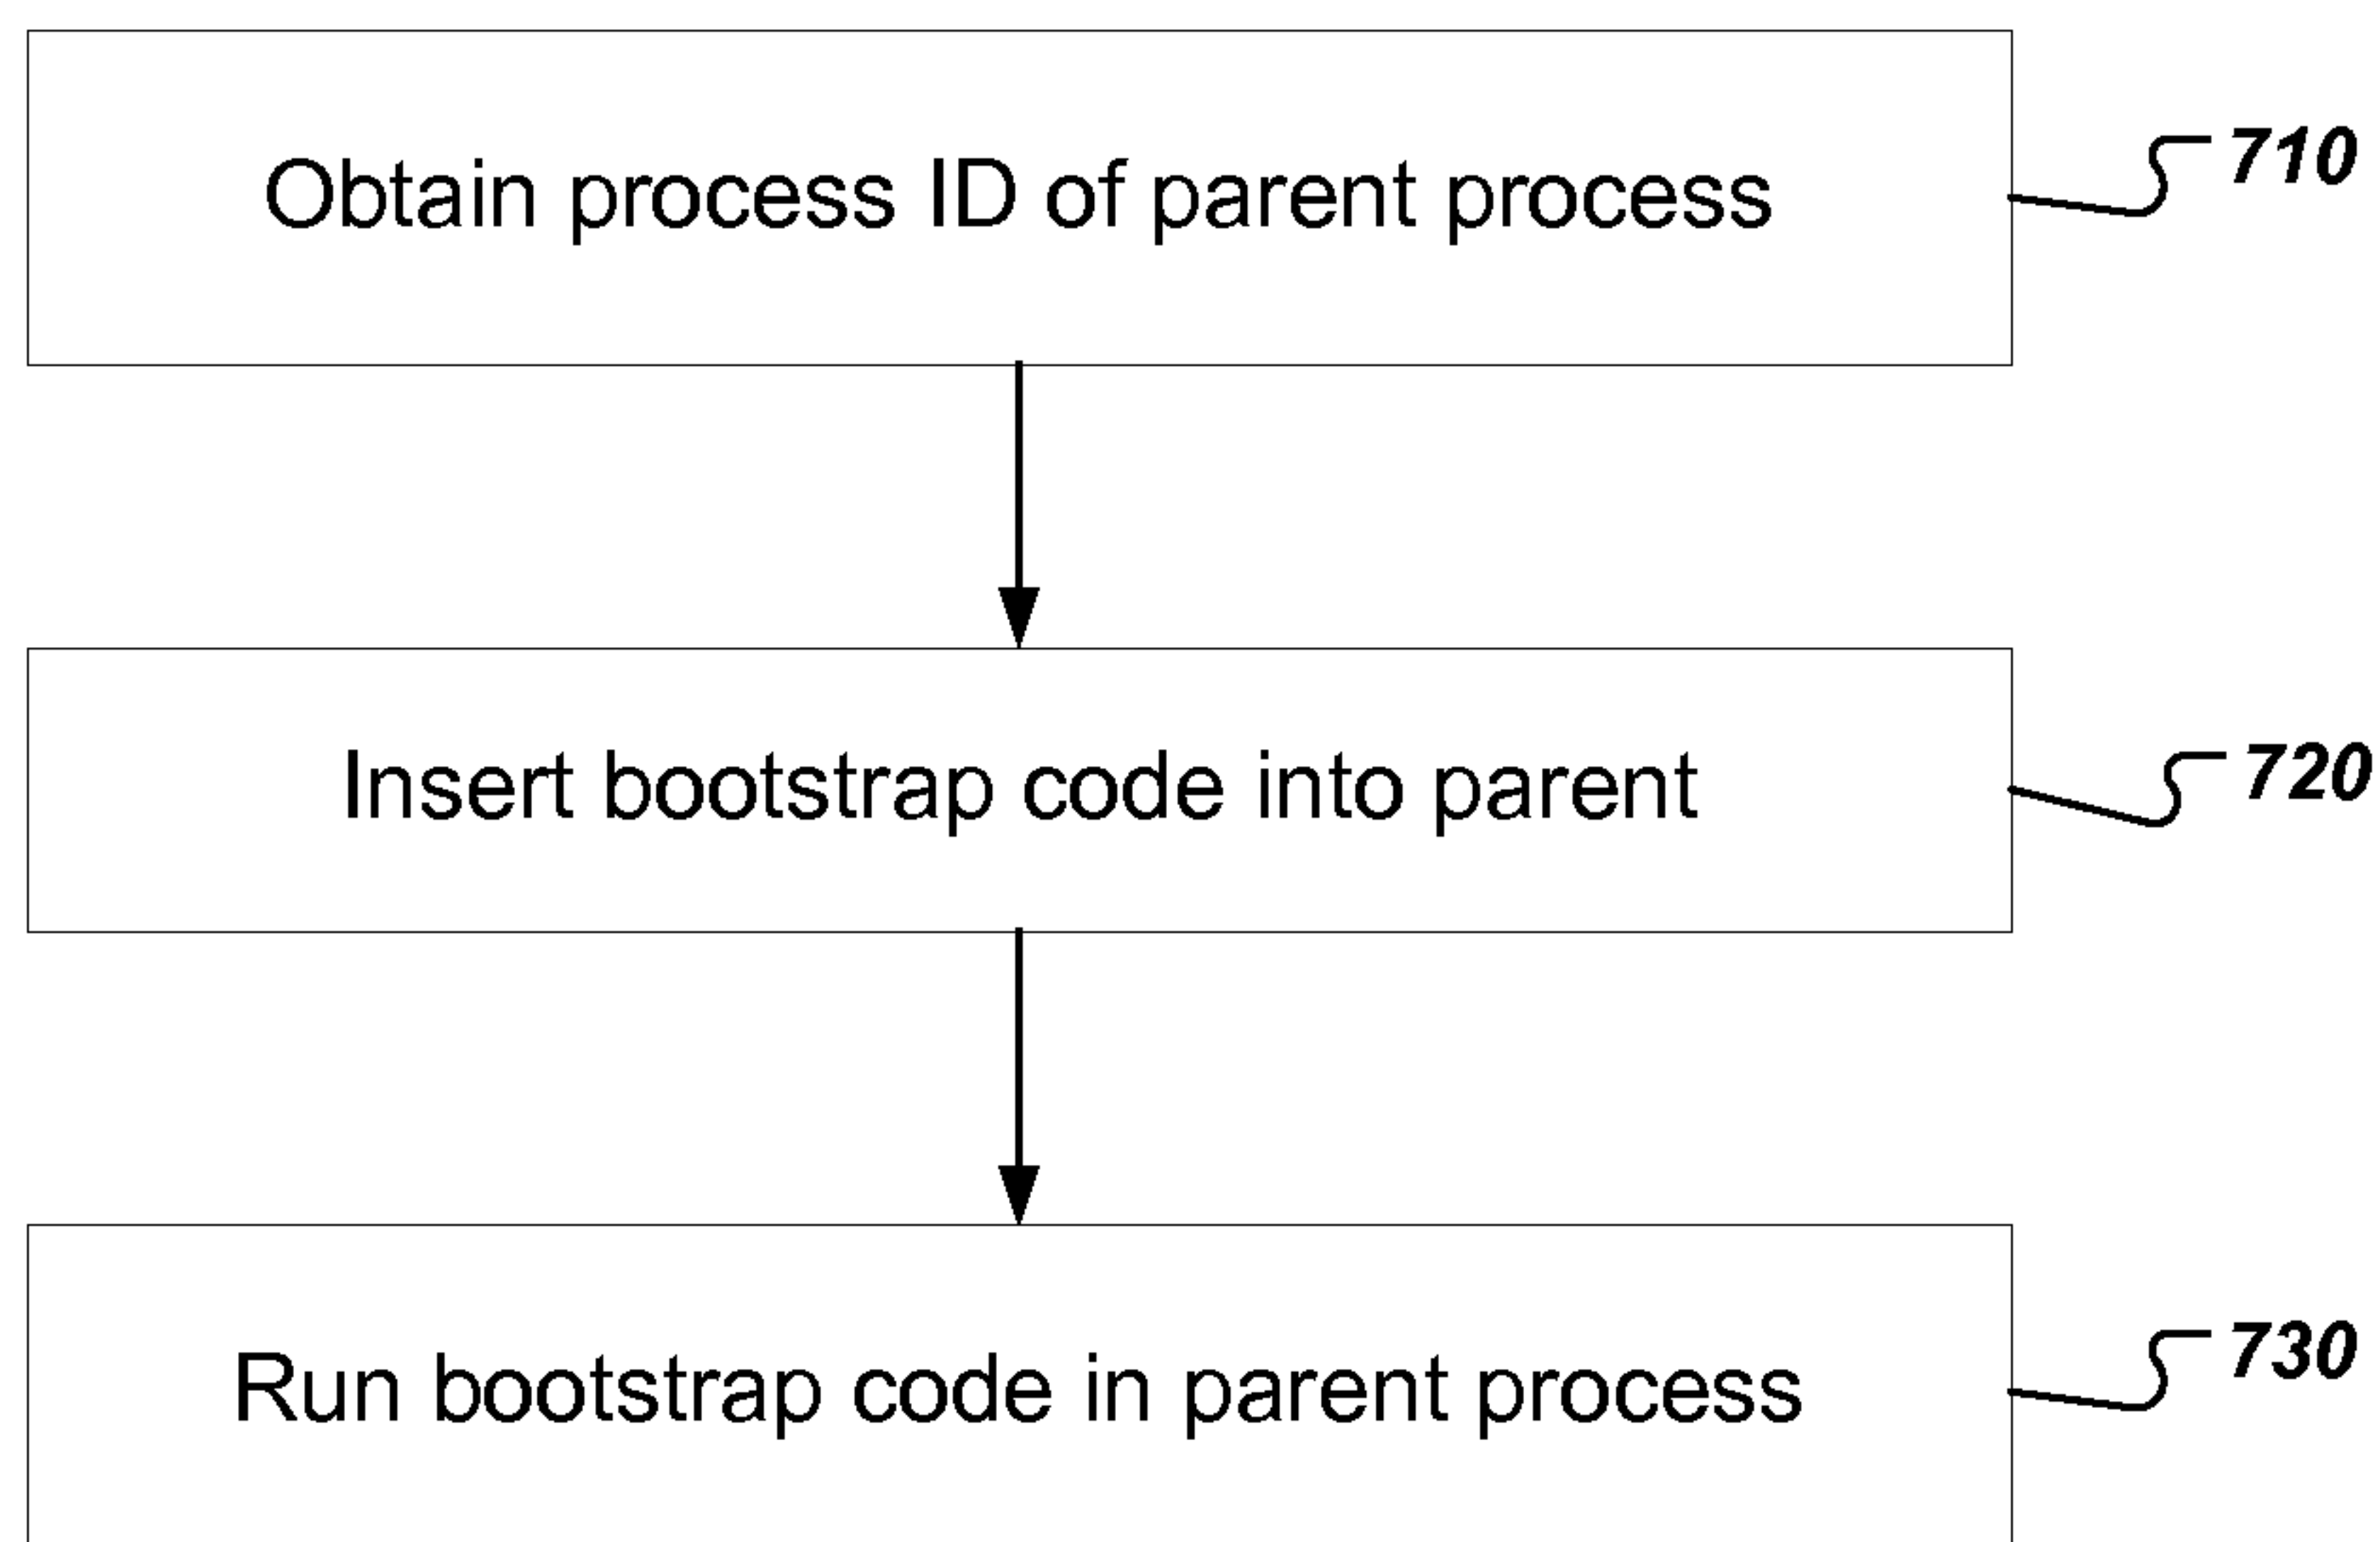 Obtain process ID of parent process
710
Insert bootstrap code into parent
720
Run bootstrap code in parent process
730